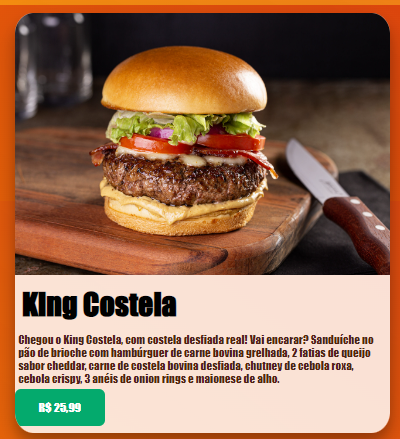 King Costela
Chegou o King Costela, com costela desfiada real! Vai encarar? Sanduíche no
pão de brioche com hambúrguer de carne bovina grelhada, 2 fatias de queijo
sabor cheddar, carne de costela bovina desfiada, chutney de cebola roxa,
cebola crispy, 3 anéis de onion rings e maionese de alho.
R$ 25,99